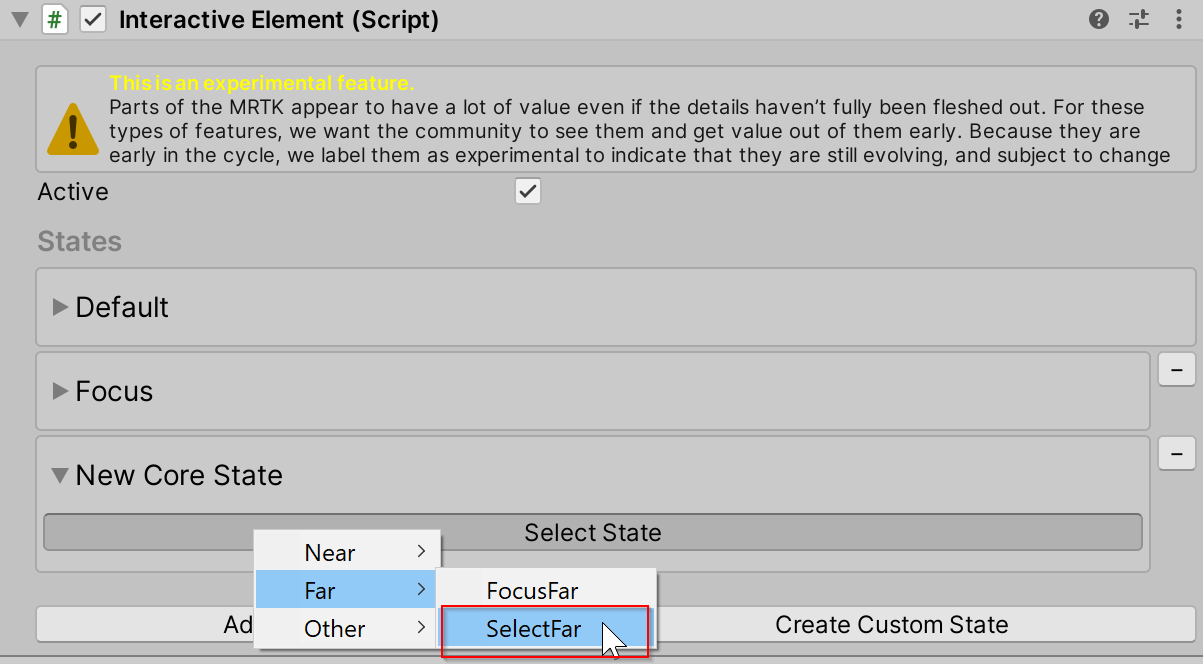 Interactive Element (Script)
This is an experimental feature.
Parts of the MRTK appear to have a lot of value even if the details haven’t fully been fleshed out. For these
types of features, we want the community to see them and get value out of them early. Because they are
early in the cycle, we label them as experimental to indicate that they are still evolving, and subject to change
Active
States
Default
Focus
New Core State
Select State
Near
Far
Other
FocusFar
SelectFar
Ad
Create Custom State